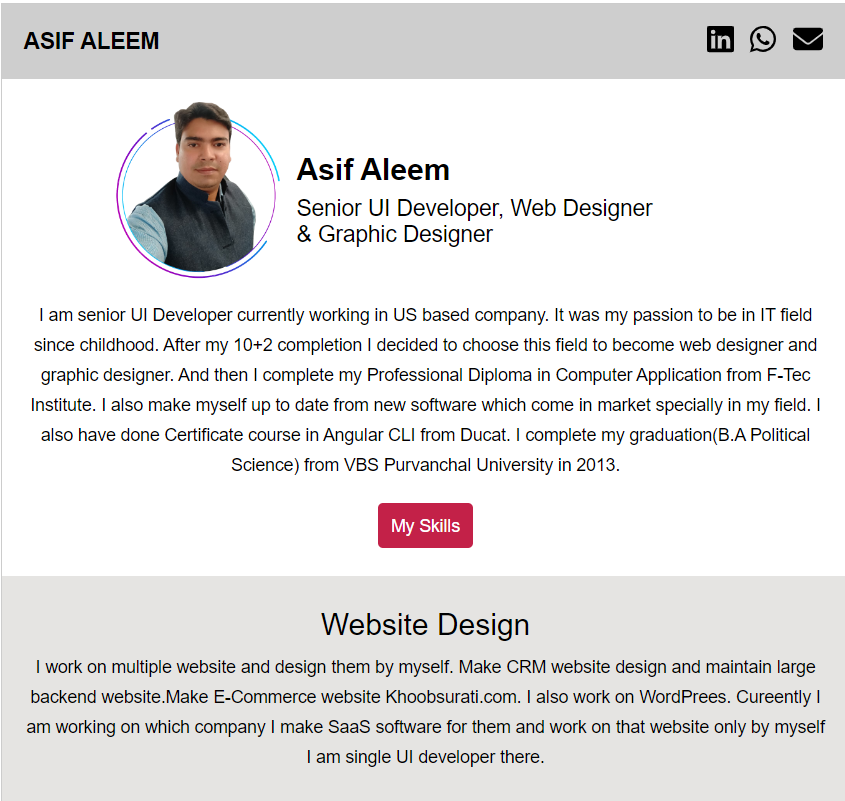 ASIF ALEEM
Asif Aleem
Senior UI Developer, Web Designer
& Graphic Designer
I am senior UI Developer currently working in US based company. It was my passion to be in IT field
since childhood. After my 10+2 completion I decided to choose this field to become web designer and
graphic designer. And then I complete my Professional Diploma in Computer Application from F-Tec
Institute. I also make myself up to date from new software which come in market specially in my field. I
also have done Certificate course in Angular CLI from Ducat. I complete my graduation(B.A Political
Science) from VBS Purvanchal University in 2013.
My Skills
Website Design
I work on multiple website and design them by myself. Make CRM website design and maintain large
backend website.Make E-Commerce website Khoobsurati.com. I also work on WordPrees. Cureently I
am working on which company I make SaaS software for them and work on that website only by myself
I am single UI developer there.